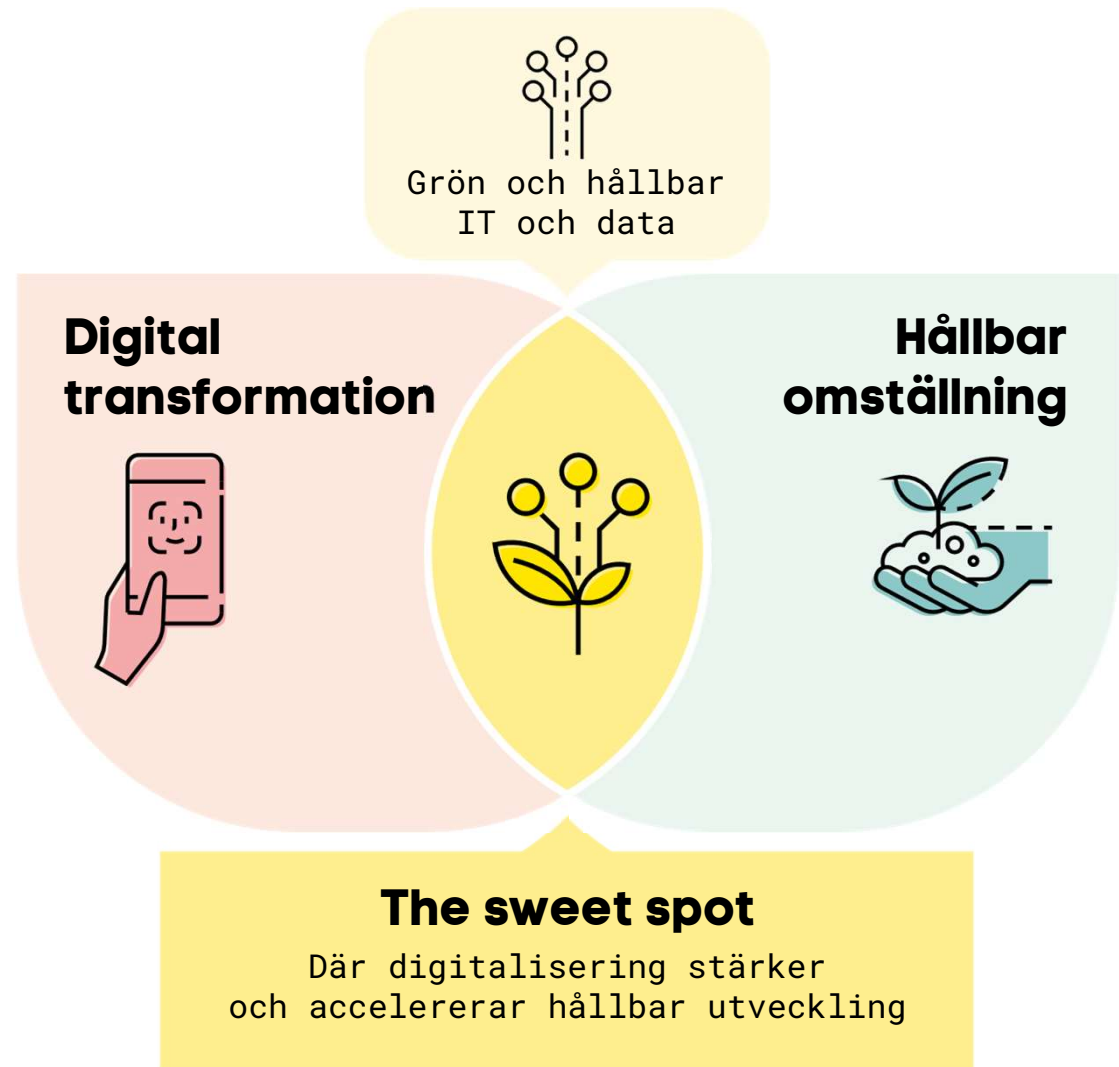 Grön och hållbar
IT och data
Digital
transformation
Hållbar
omställning
The sweet spot
Där digitalisering stärker
och accelererar hållbar utveckling